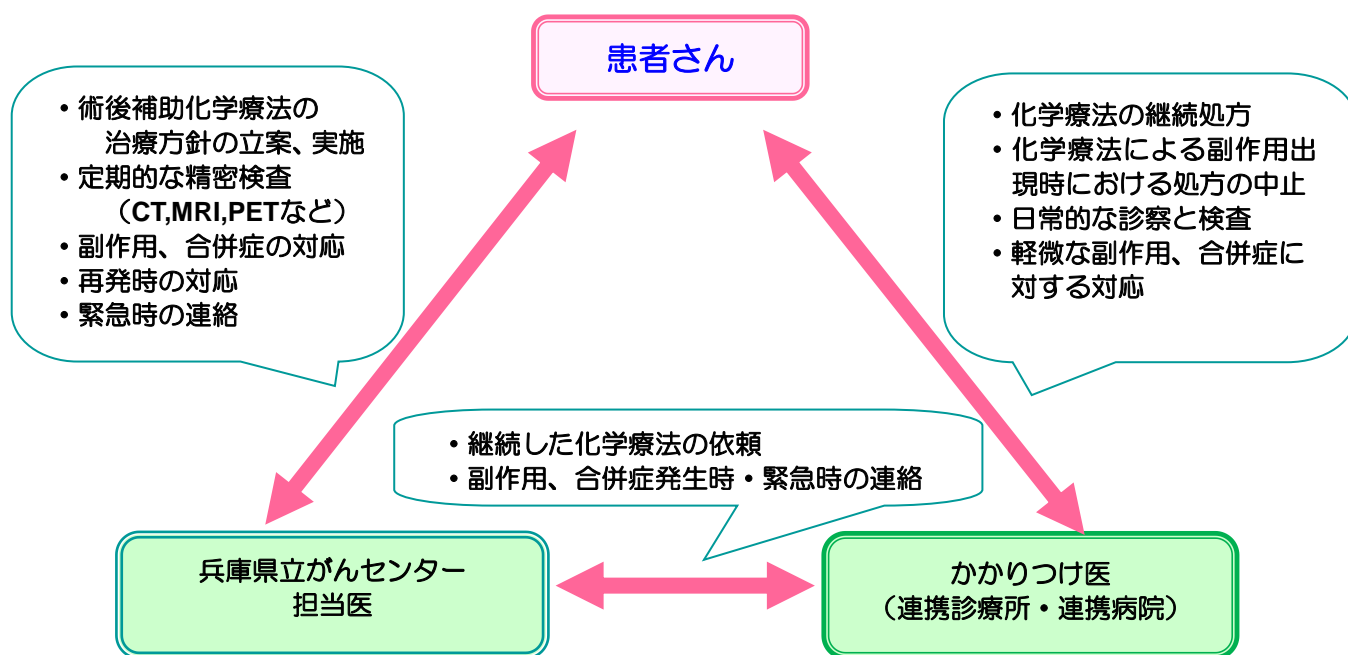 患者さん
・術後補助化学療法の
治療方針の立案、実施
・定期的な精密検査
（CT,MRI,PETなど）
・副作用、合併症の対応
・再発時の対応
・緊急時の連絡
・化学療法の継続処方
・化学療法による副作用出
現時における処方の中止
・日常的な診察と検査
・軽微な副作用、合併症に
対する対応
・継続した化学療法の依頼
・副作用、合併症発生時・緊急時の連絡
兵庫県立がんセンター
担当医
かかりつけ医
（連携診療所・連携病院）